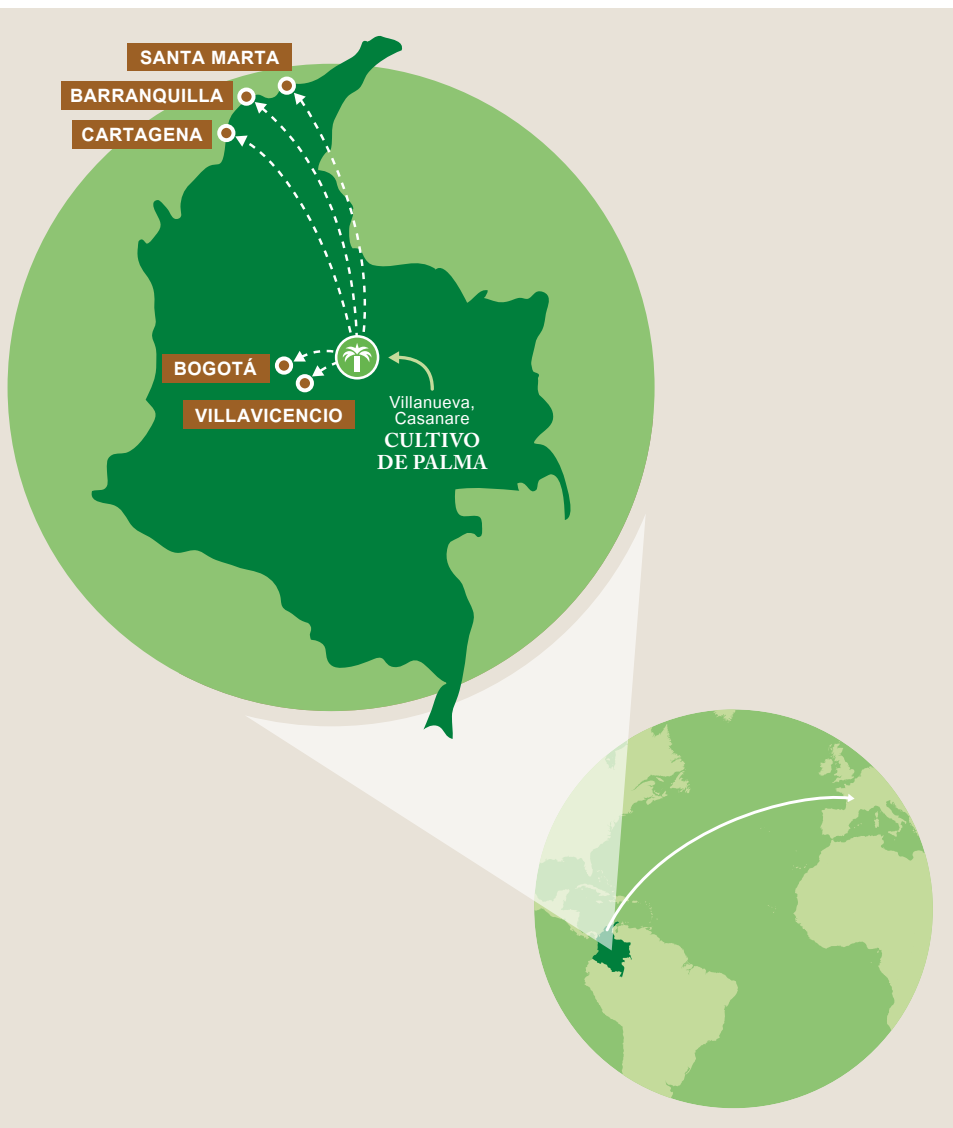 SANTA MARTA
BARRANQUILLA
CARTAGENA
BOGOTÁ
VILLAVICENCIO
Villanueva,
Casanare
CULTIVO
DE PALMA